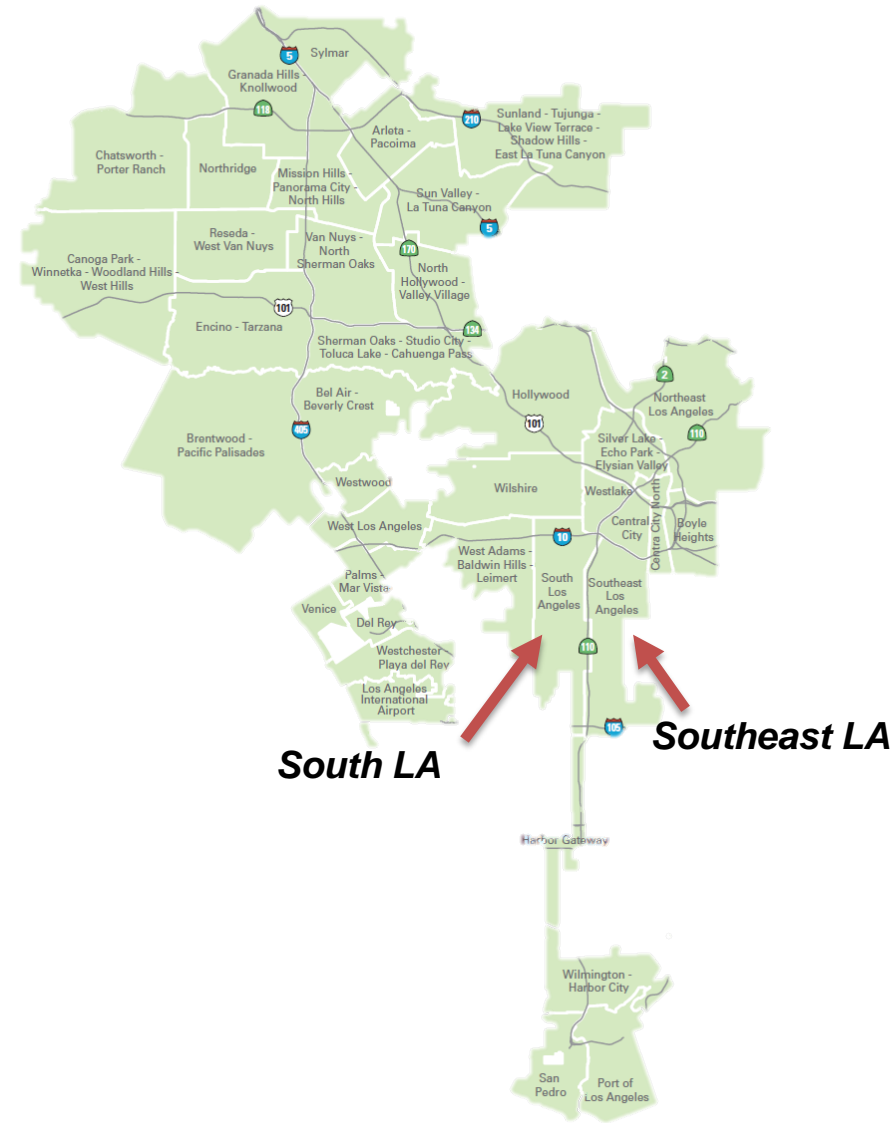 5
Sylmar
Granada Hills -
Knollwood
118
210
Sunland - Tujunga -
Lake View Terrace -
Shadow Hills -
East La Tuna Canyon
Arleta -
Pacoima
Chatsworth -
Porter Ranch
Northridge
Mission Hills -
Panorama City -
North Hills
Sun Valley -
La Tuna Canyon
5
Reseda -
West Van Nuys
Van Nuys -
North
Sherman Oaks
170
Canoga Park -
Winnetka - Woodland Hills -
West Hills
North
Hollywood -
Valley Village
101
Encino - Tarzana
134
Sherman Oaks - Studio City -
Toluca Lake - Cahuenga Pass
2
Bel Air -
Beverly Crest
Hollywood
Northeast
Los Angeles
101
110
405
Brentwood -
Pacific Palisades
Silver Lake -
Echo Park -
Elysian Valley
Westwood
Wilshire
Westlake
Centra City North
West Los Angeles
Central
City
Boyle
Heights
10
West Adams -
Baldwin Hills -
Leimert
Palms -
Mar Vista
South
Los
Angeles
Southeast
Los
Angeles
Venice
Del Rey
110
Westchester -
Playa del Rey
Los Angeles
International
Airport
105
South LA
Southeast LA
Harbor Gateway
Wilmington -
Harbor City
San
Pedro
Port of
Los Angeles